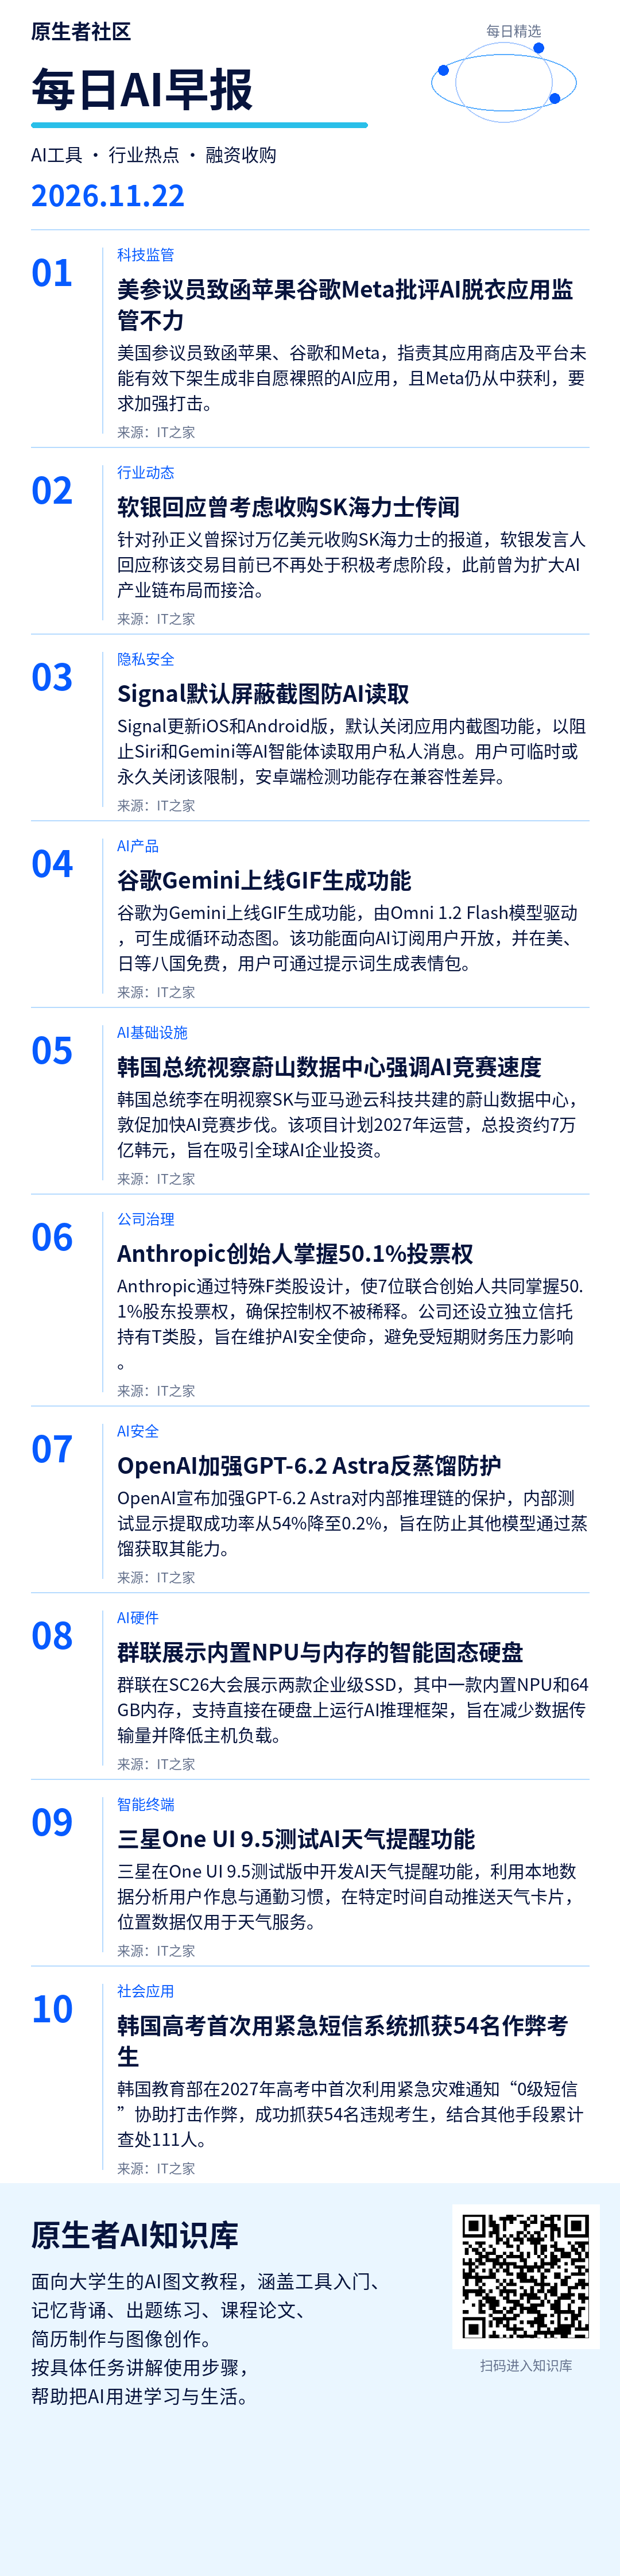 原生者社区
每日精选
每日AI早报
AI工具 · 行业热点 · 融资收购
2026.11.22
01
科技监管
美参议员致函苹果谷歌Meta批评AI脱衣应用监
管不力
美国参议员致函苹果、谷歌和Meta，指责其应用商店及平台未
能有效下架生成非自愿裸照的AI应用，且Meta仍从中获利，要
求加强打击。
来源：IT之家
02
行业动态
软银回应曾考虑收购SK海力士传闻
针对孙正义曾探讨万亿美元收购SK海力士的报道，软银发言人
回应称该交易目前已不再处于积极考虑阶段，此前曾为扩大AI
产业链布局而接洽。
来源：IT之家
03
隐私安全
Signal默认屏蔽截图防AI读取
Signal更新iOS和Android版，默认关闭应用内截图功能，以阻
止Siri和Gemini等AI智能体读取用户私人消息。用户可临时或
永久关闭该限制，安卓端检测功能存在兼容性差异。
来源：IT之家
04
AI产品
谷歌Gemini上线GIF生成功能
谷歌为Gemini上线GIF生成功能，由Omni 1.2 Flash模型驱动
，可生成循环动态图。该功能面向AI订阅用户开放，并在美、
日等八国免费，用户可通过提示词生成表情包。
来源：IT之家
05
AI基础设施
韩国总统视察蔚山数据中心强调AI竞赛速度
韩国总统李在明视察SK与亚马逊云科技共建的蔚山数据中心，
敦促加快AI竞赛步伐。该项目计划2027年运营，总投资约7万
亿韩元，旨在吸引全球AI企业投资。
来源：IT之家
06
公司治理
Anthropic创始人掌握50.1%投票权
Anthropic通过特殊F类股设计，使7位联合创始人共同掌握50.
1%股东投票权，确保控制权不被稀释。公司还设立独立信托
持有T类股，旨在维护AI安全使命，避免受短期财务压力影响
。
来源：IT之家
07
AI安全
OpenAI加强GPT-6.2 Astra反蒸馏防护
OpenAI宣布加强GPT-6.2 Astra对内部推理链的保护，内部测
试显示提取成功率从54%降至0.2%，旨在防止其他模型通过蒸
馏获取其能力。
来源：IT之家
08
AI硬件
群联展示内置NPU与内存的智能固态硬盘
群联在SC26大会展示两款企业级SSD，其中一款内置NPU和64
GB内存，支持直接在硬盘上运行AI推理框架，旨在减少数据传
输量并降低主机负载。
来源：IT之家
09
智能终端
三星One UI 9.5测试AI天气提醒功能
三星在One UI 9.5测试版中开发AI天气提醒功能，利用本地数
据分析用户作息与通勤习惯，在特定时间自动推送天气卡片，
位置数据仅用于天气服务。
来源：IT之家
10
社会应用
韩国高考首次用紧急短信系统抓获54名作弊考
生
韩国教育部在2027年高考中首次利用紧急灾难通知“0级短信
”协助打击作弊，成功抓获54名违规考生，结合其他手段累计
查处111人。
来源：IT之家
原生者AI知识库
面向大学生的AI图文教程，涵盖工具入门、
记忆背诵、出题练习、课程论文、
简历制作与图像创作。
按具体任务讲解使用步骤，
帮助把AI用进学习与生活。
扫码进入知识库